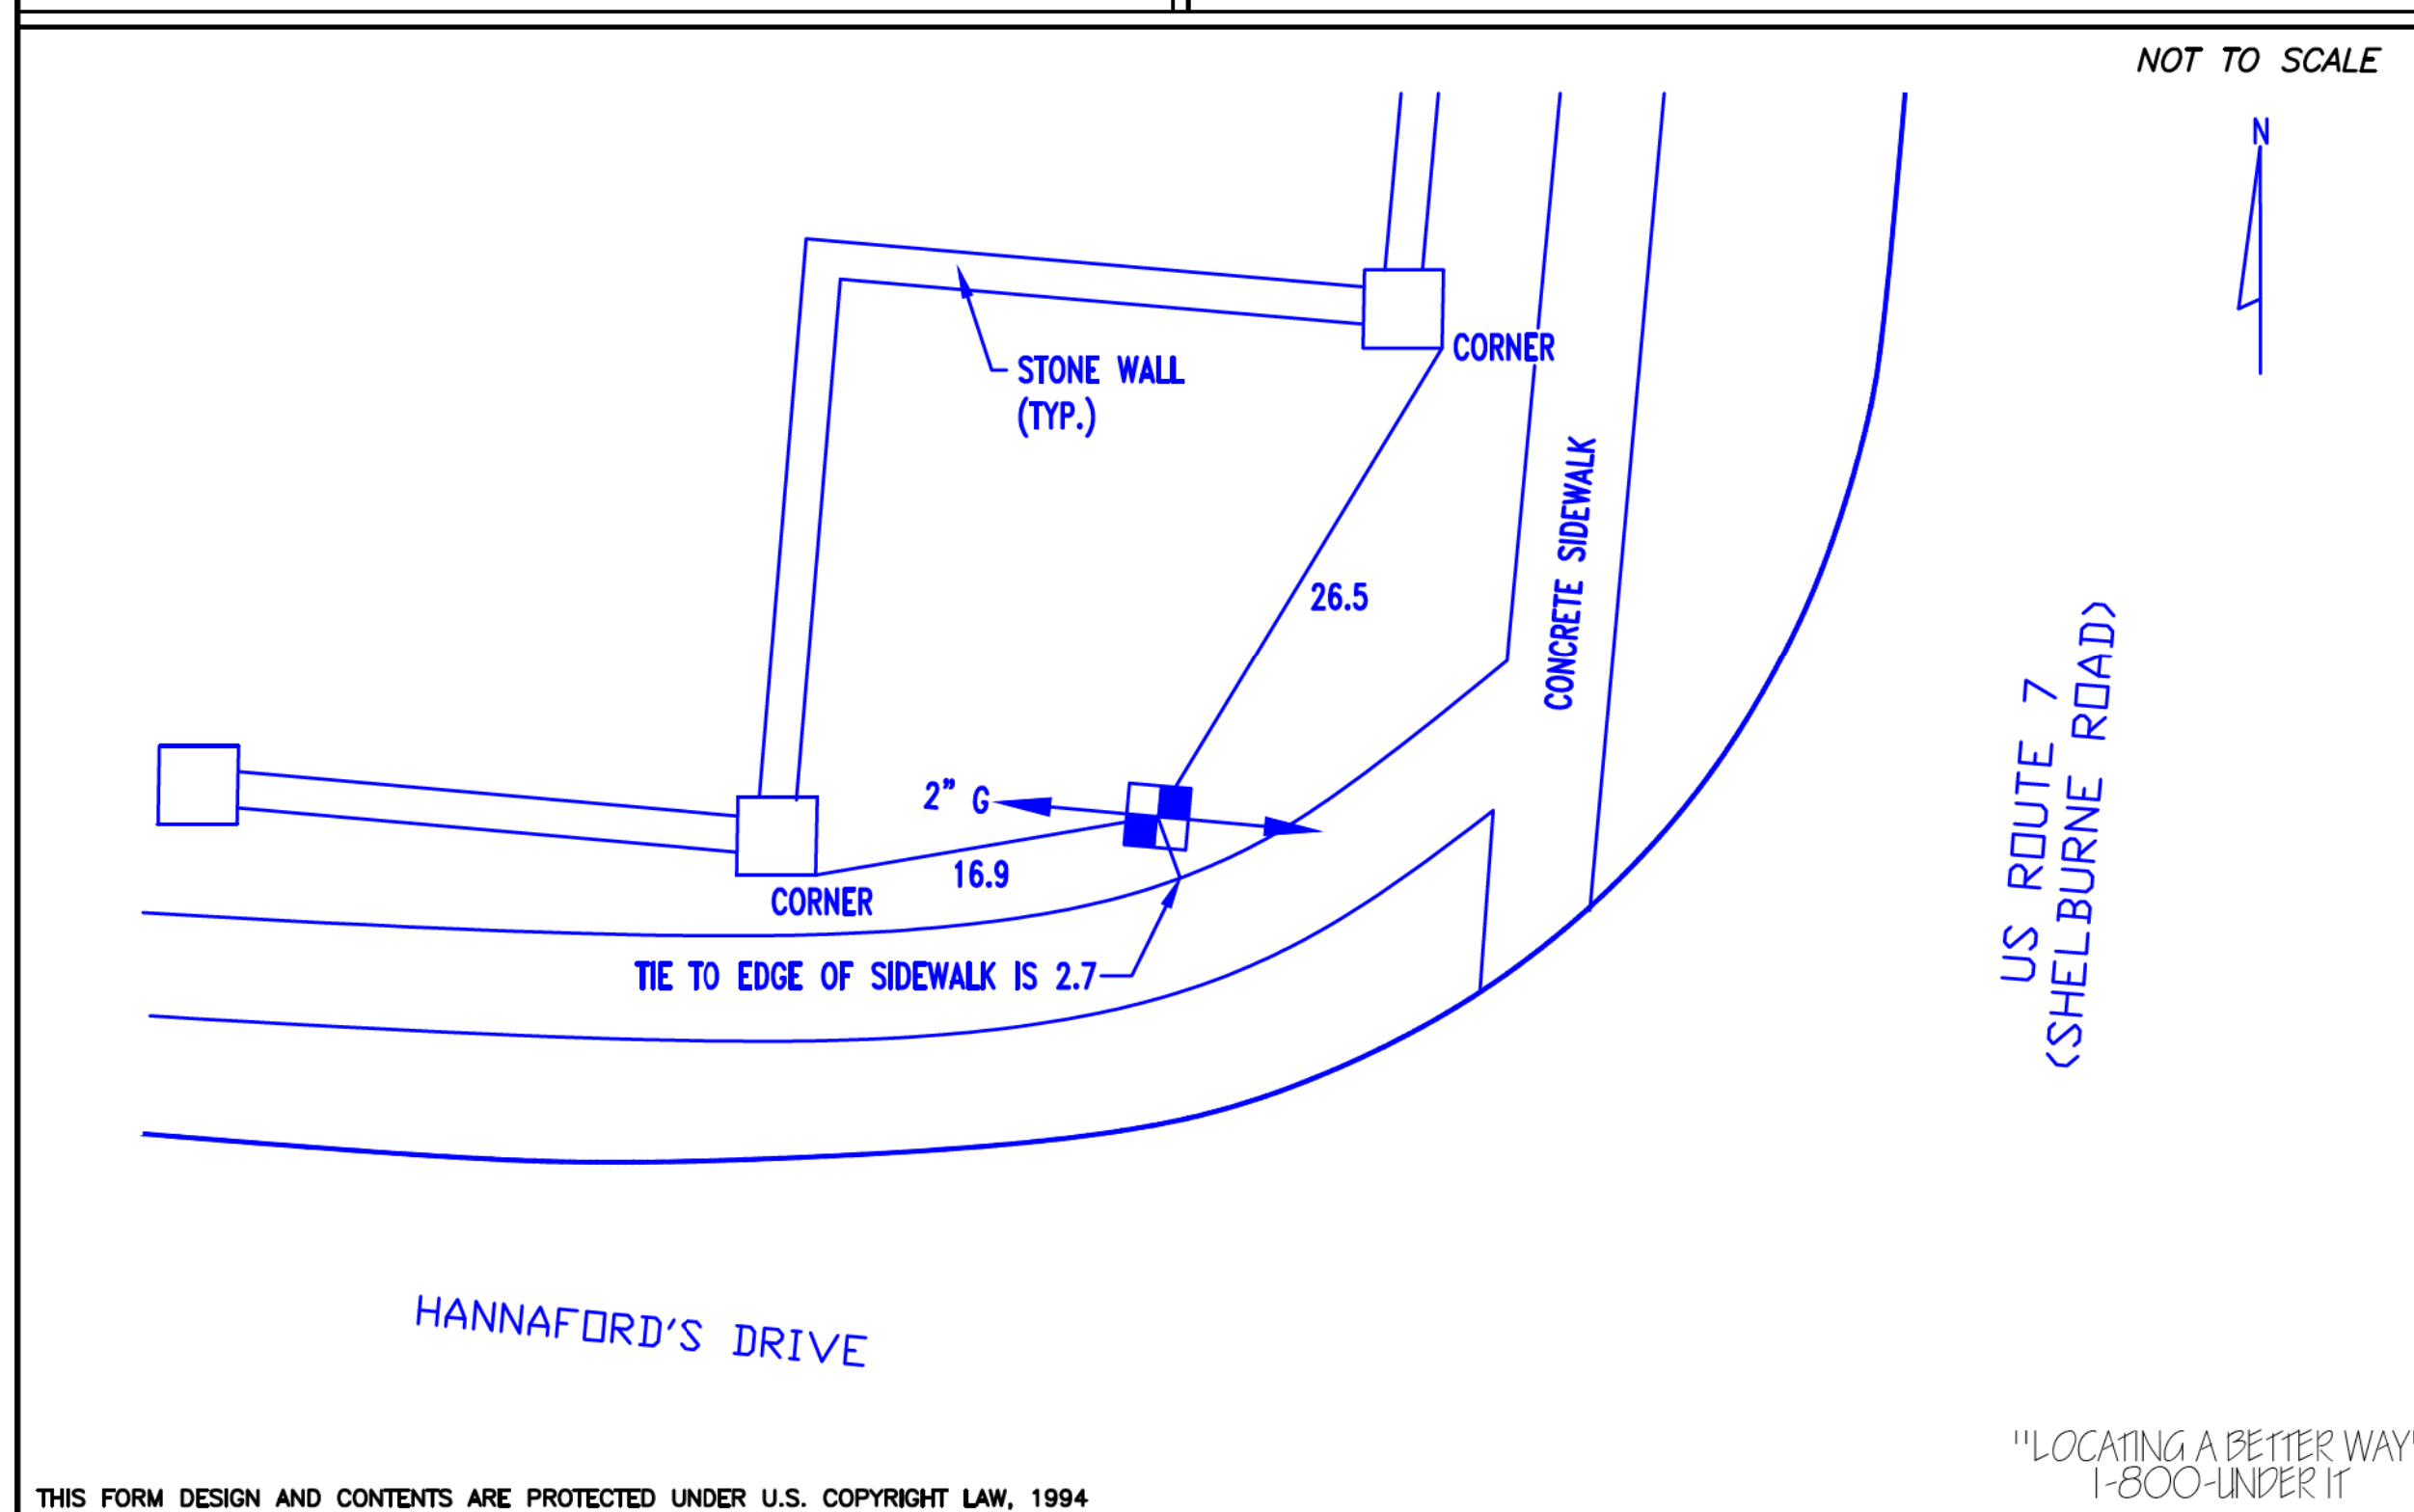 NOT TO SCALE
N
CORNER
STONE WALL
(TYP.)
CONCRETE SIDEWALK
26.5
2" G
16.9
CORNER
TIE TO EDGE OF SIDEWALK IS 2.7
US ROUTE 7
(SHELBURNE ROAD)
HANNAFORD'S DRIVE
"LOCATING A BETTER WAY"
1-800-UNDER IT
THIS FORM DESIGN AND CONTENTS ARE PROTECTED UNDER U.S. COPYRIGHT LAW, 1994